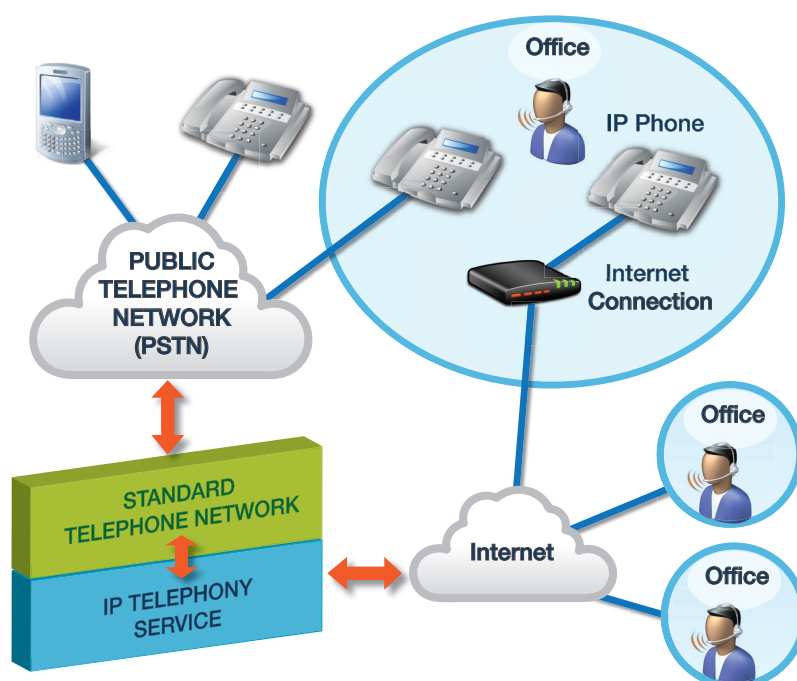 Office
IP Phone
PUBLIC
TELEPHONE
NETWORK
(PSTN)
Internet
Connection
Office
STANDARD
TELEPHONE NETWORK
Internet
IP TELEPHONY
SERVICE
Office